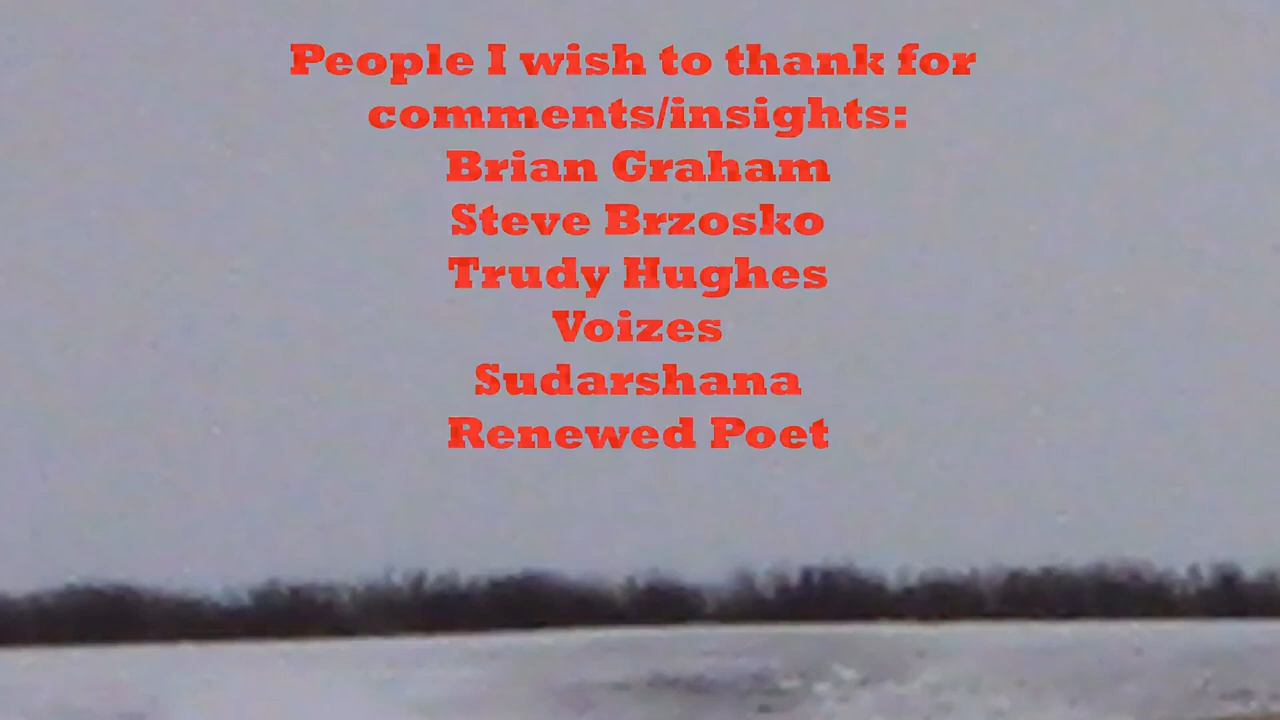 People I wish to thank for
comments/insights:
Brian Graham
Steve Brzosko
Trudy Hughes
Voizes
Sudarshana
Renewed Poet